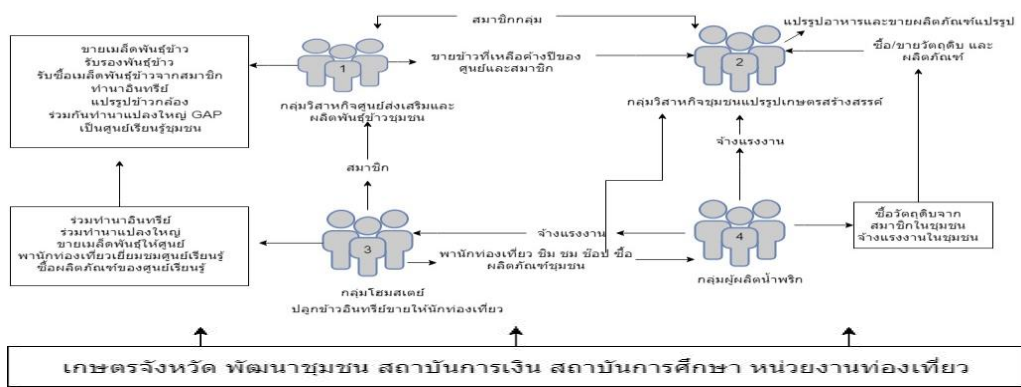 สมาชิกกลุ่ม
แปรรูปอาหารและขายผลิตภัณฑ์แปรรูป
ขายเมล็ดพันธุ์ข้าว
รับรองพันธุ์ข้าว
รับซื้อเมล็ดพันธุ์ข้าวจากสมาชิก
ทำนาอินทรีย์
แปรรูปข้าวกล้อง
ร่วมกันทำนาแปลงใหญ่ GAP
เป็นศูนย์เรียนรู้ชุมชน
1
ขายข้าวที่เหลือค้างปีของ
ศูนย์และสมาชิก
2
ซื้อ/ขายวัตถุดิบ และ
ผลิตภัณฑ์
กลุ่มวิสาหกิจศูนย์ส่งเสริมและ
ผลิตพันธุ์ข้าวชุมชน
กลุ่มวิสาหกิจชุมชนแปรรูปเกษตรสร้างสรรค์
สมาชิก
จ้างแรงงาน
ร่วมทำนาอินทรีย์
ร่วมทำนาแปลงใหญ่
ขายเมล็ดพันธุ์ให้ศูนย์
พานักท่องเที่ยวเยี่ยมชมศูนย์เรียนรู้
ซื้อผลิตภัณฑ์ของศูนย์เรียนรู้
3
จ้างแรงงาน
พานักท่องเที่ยว ชิม ชม ช๊อป ซื้อ
ผลิตภัณฑ์ชุมชน
4
ซื้อวัตถุดิบจาก
สมาชิกในชุมชน
จ้างแรงงานในชุมชน
กลุ่มโฮมสเตย์
ปลูกข้าวอินทรีย์ขายให้นักท่องเที่ยว
กลุ่มผู้ผลิตน้ำพริก
เกษตรจังหวัด พัฒนาชุมชน สถาบันการเงิน สถาบันการศึกษา หน่วยงานท่องเที่ยว